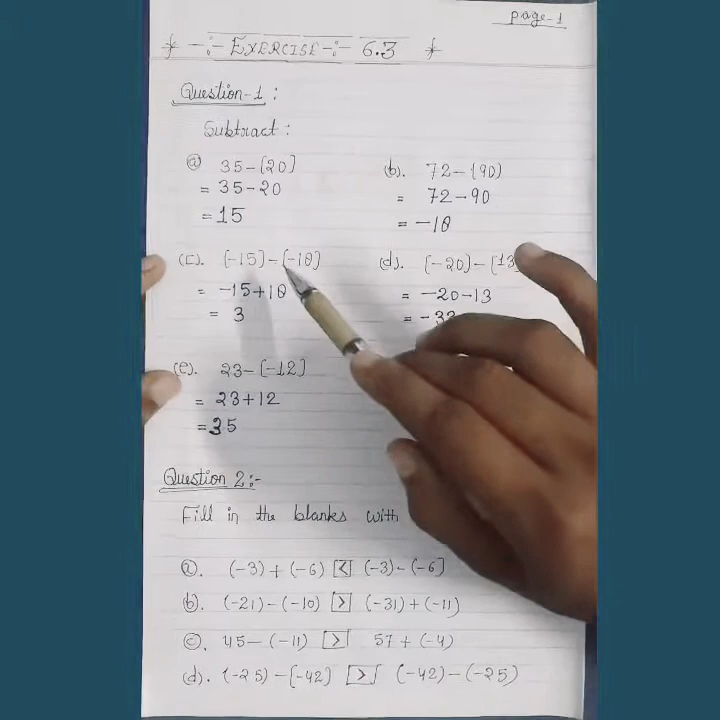 page-1
* -:- EXERCISE -:- 6.3 *
Question-1 :
Subtract :
(a) 35-(20)
= 35-20
= 15
(b). 72-(90)
= 72-90
= -18
(c). (-15)-(-18)
= -15+18
= 3
(d). (-20)-(13
= -20-13
= -33
(e). 23-(-12)
= 23+12
= 35
Question 2:-
Fill in the blanks with
(a). (-3)+(-6) < (-3)-(-6)
(b). (-21)-(-10) > (-31)+(-11)
(c). 45-(-11) > 57+(-4)
(d). (-25)-(-42) > (-42)-(-25)